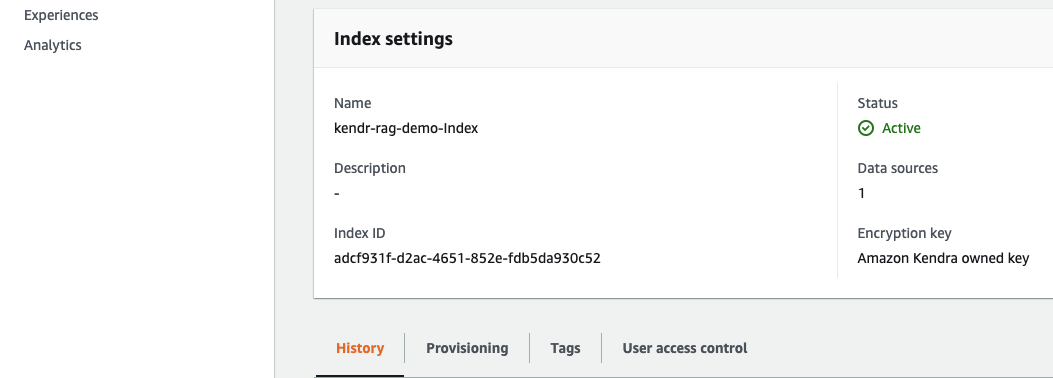 Experiences
Analytics
Index settings
Name
kendr-rag-demo-Index
Description
-
Index ID
adcf931f-d2ac-4651-852e-fdb5da930c52
Status
Active
Data sources
1
Encryption key
Amazon Kendra owned key
History
Provisioning
Tags
User access control